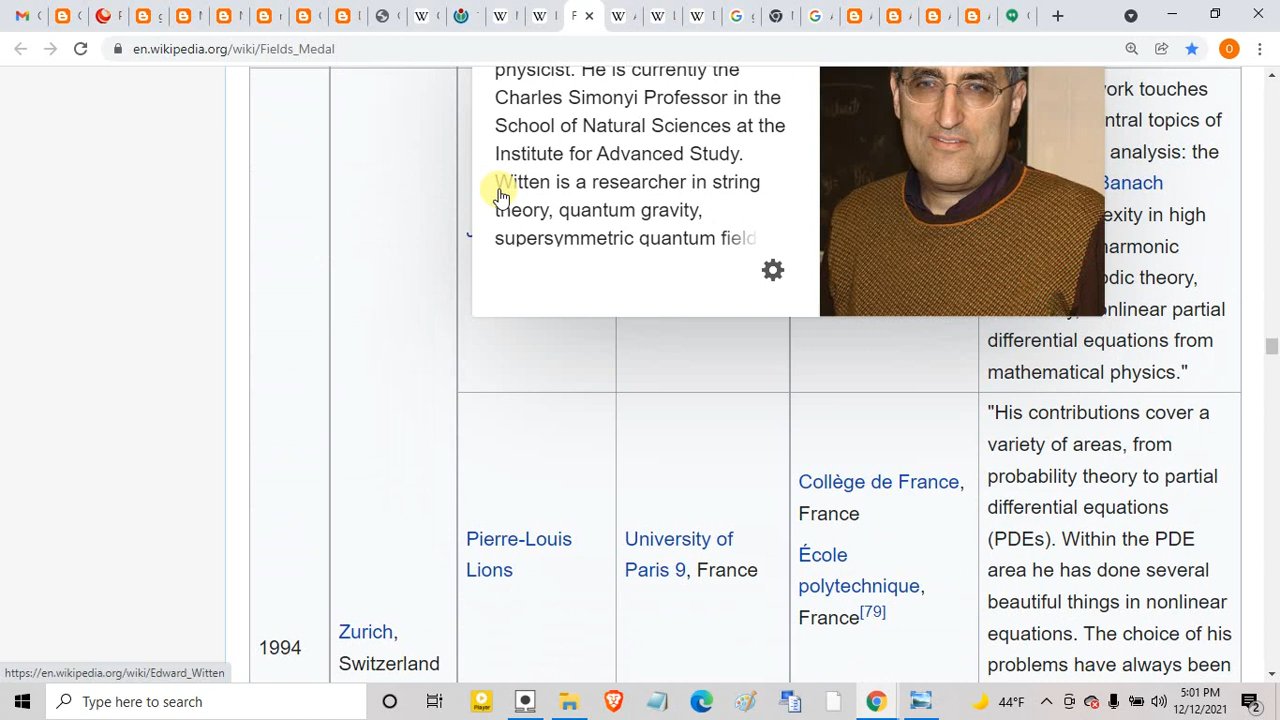 en.wikipedia.org/wiki/Fields_Medal
physicist. He is currently the
Charles Simonyi Professor in the
School of Natural Sciences at the
Institute for Advanced Study.
Witten is a researcher in string
theory, quantum gravity,
supersymmetric quantum field
ork touches
ntral topics of
analysis: the
Banach
exity in high
armonic
odic theory,
nlinear partial
differential equations from
mathematical physics."
Pierre-Louis
Lions
University of
Paris 9, France
Collège de France,
France
École
polytechnique,
France[79]
"His contributions cover a
variety of areas, from
probability theory to partial
differential equations
(PDEs). Within the PDE
area he has done several
beautiful things in nonlinear
equations. The choice of his
problems have always been
1994
Zurich,
Switzerland
https://en.wikipedia.org/wiki/Edward_Witten
Type here to search
44°F
5:01 PM
12/12/2021
2